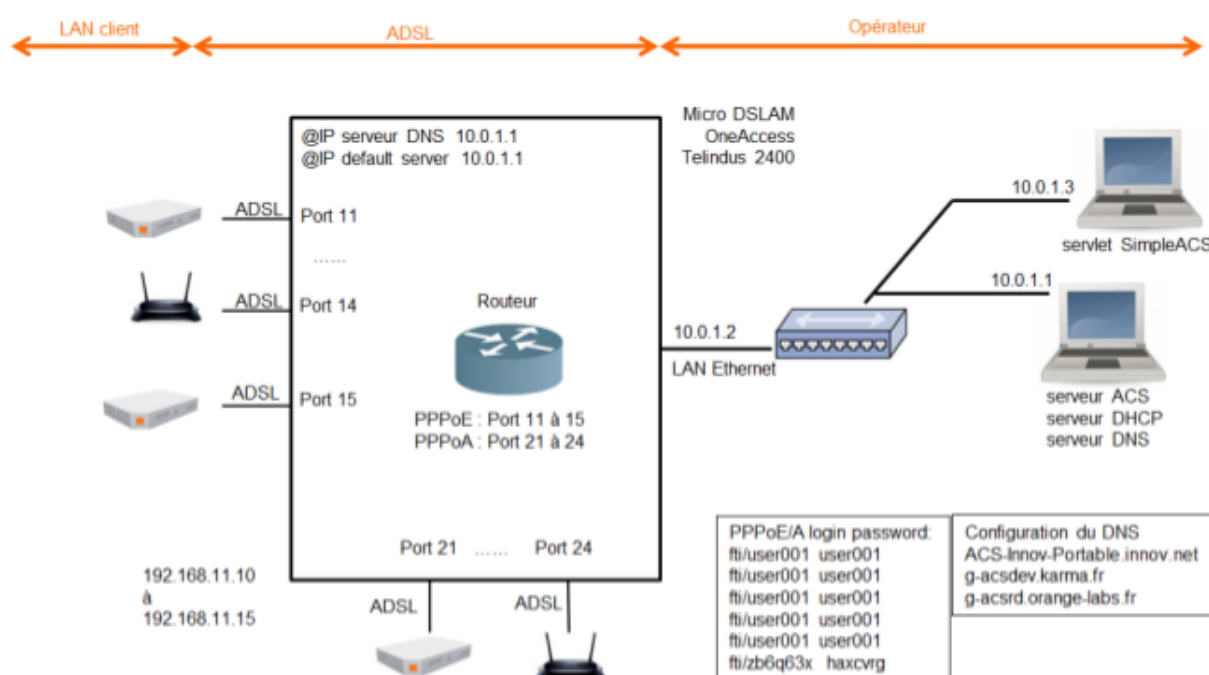 LAN client
ADSL
Opérateur
@IP serveur DNS 10.0.1.1
@IP default server 10.0.1.1
Micro DSLAM
OneAccess
Telindus 2400
10.0.1.3
servlet SimpleACS
ADSL
Port 11
......
ADSL
Port 14
Routeur
10.0.1.1
10.0.1.2
LAN Ethernet
ADSL
Port 15
PPPoE : Port 11 à 15
PPPoA : Port 21 à 24
serveur ACS
serveur DHCP
serveur DNS
Port 21 ...... Port 24
192.168.11.10
à
192.168.11.15
ADSL
ADSL
PPPoE/A login password:
fti/user001 user001
fti/user001 user001
fti/user001 user001
fti/user001 user001
fti/user001 user001
fti/zb6q63x haxcvrg
Configuration du DNS
ACS-Innov-Portable.innov.net
g-acsdev.karma.fr
g-acsrd.orange-labs.fr